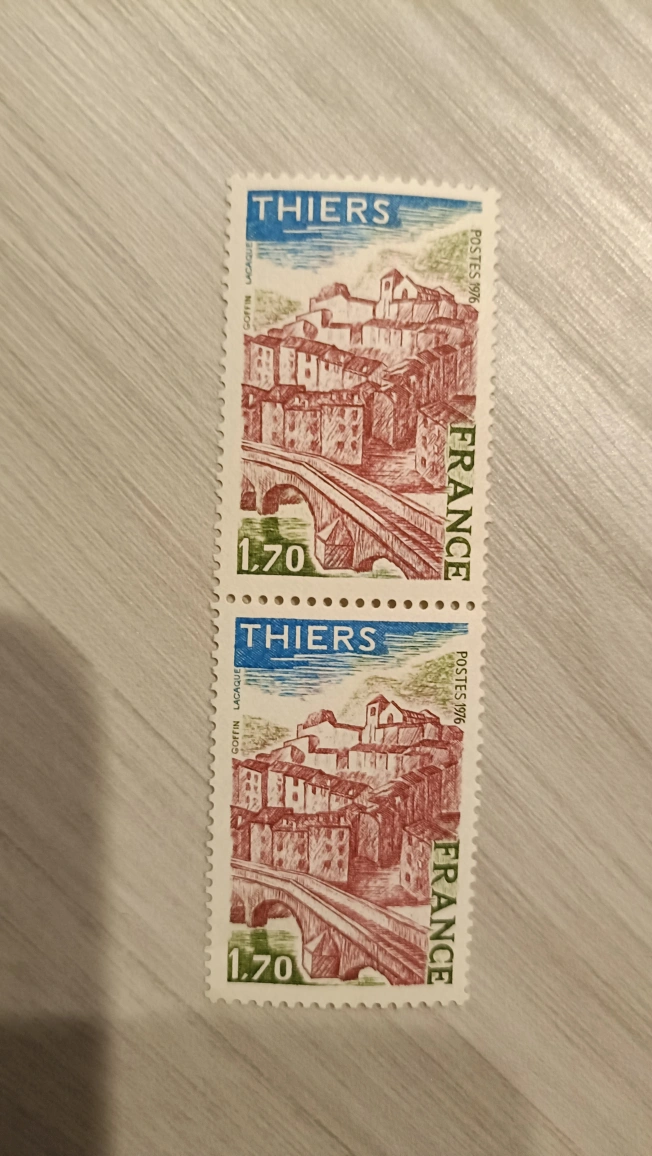 THIERS
POSTES 1976
GOFFIN LACAQUE
FRANCE
1,70
THIERS
POSTES 1976
GOFFIN LACAQUE
FRANCE
1,70